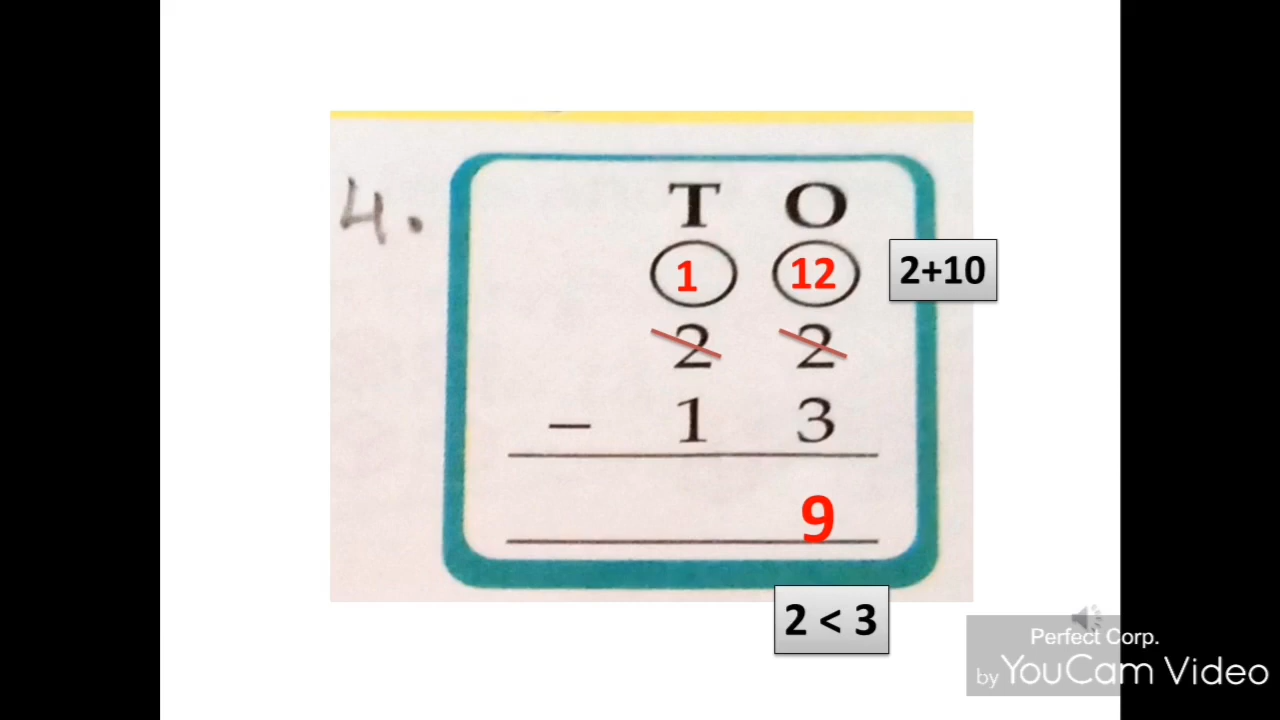 4.
T O
1 12 2+10
2 2
- 1 3
9
2 < 3
Perfect Corp.
by YouCam Video